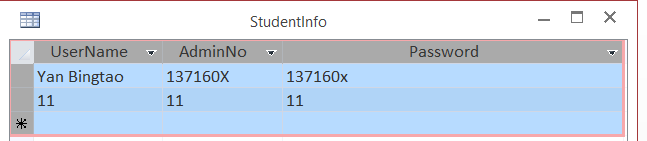 StudentInfo
UserName AdminNo Password
Yan Bingtao 137160X 137160x
11 11 11